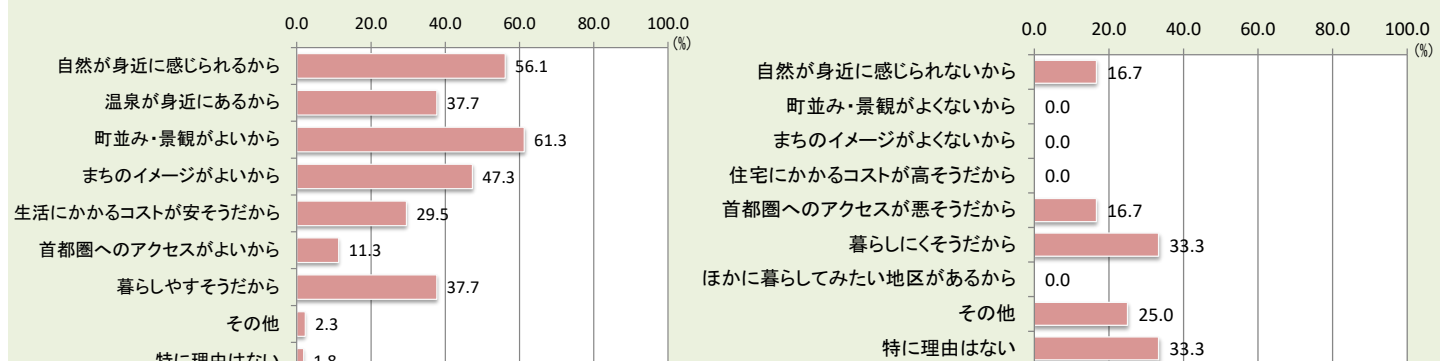 0.0 20.0 40.0 60.0 80.0 100.0
(%)
自然が身近に感じられるから 56.1
温泉が身近にあるから 37.7
町並み・景観がよいから 61.3
まちのイメージがよいから 47.3
生活にかかるコストが安そうだから 29.5
首都圏へのアクセスがよいから 11.3
暮らしやすそうだから 37.7
その他 2.3
特に理由はない 1.8
0.0 20.0 40.0 60.0 80.0 100.0
(%)
自然が身近に感じられないから 16.7
町並み・景観がよくないから 0.0
まちのイメージがよくないから 0.0
住宅にかかるコストが高そうだから 0.0
首都圏へのアクセスが悪そうだから 16.7
暮らしにくそうだから 33.3
ほかに暮らしてみたい地区があるから 0.0
その他 25.0
特に理由はない 33.3